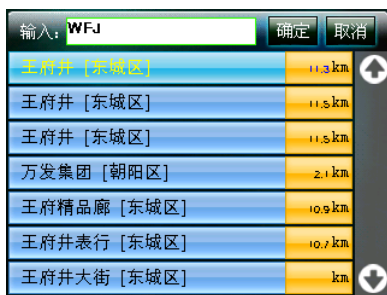 输入: WFJ 确定 取消
王府井 [东城区] 11.3km
王府井 [东城区] 11.5km
王府井 [东城区] 11.5km
万发集团 [朝阳区] 2.1km
王府精品廊 [东城区] 10.9km
王府井表行 [东城区] 10.7km
王府井大街 [东城区] km